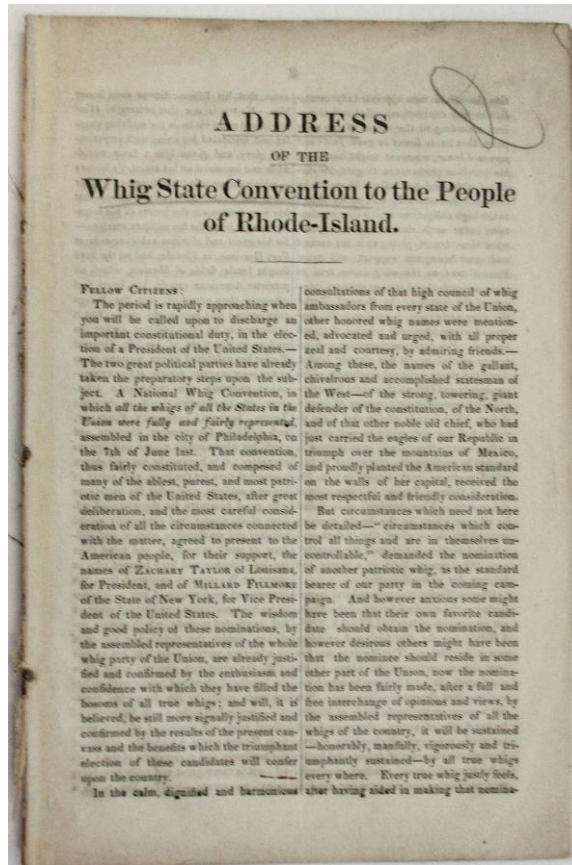 ADDRESS
OF THE
Whig State Convention to the People
of Rhode-Island.
FELLOW CITIZENS:
The period is rapidly approaching when
you will be called upon to discharge an
important constitutional duty, in the elec-
tion of a President of the United States.—
The two great political parties have already
taken the preparatory steps upon the sub-
ject. A National Whig Convention, in
which all the whigs of all the States in the
Union were fully and fairly represented,
assembled in the city of Philadelphia, on
the 7th of June last. That convention,
thus fairly constituted, and composed of
many of the ablest, purest, and most patri-
otic men of the United States, after great
deliberation, and the most careful consid-
eration of all the circumstances connected
with the matter, agreed to present to the
American people, for their support, the
names of ZACHARY TAYLOR of Louisana,
for President, and of MILLARD FILLMORE
of the State of New York, for Vice Presi-
dent of the United States. The wisdom
and good policy of these nominations, by
the assembled representatives of the whole
whig party of the Union, are already justi-
fied and confirmed by the enthusiasm and
confidence with which they have filled the
bosoms of all true whigs; and will, it is
believed, be still more signally justified and
confirmed by the results of the present can-
vass and the benefits which the triumphant
election of these candidates will confer
upon the country.
In the calm, dignified and harmonious
consultations of that high council of whig
ambassadors from every state of the Union,
other honored whig names were mention-
ed, advocated and urged, with all proper
zeal and courtesy, by admiring friends.—
Among these, the names of the gallant,
chivalrous and accomplished statesman of
the West—of the strong, towering, giant
defender of the constitution, of the North,
and of that other noble old chief, who had
just carried the eagles of our Republic in
triumph over the mountains of Mexico,
and proudly planted the American standard
on the walls of her capital, received the
most respectful and friendly consideration.
But circumstances which need not here
be detailed—"circumstances which con-
trol all things and are in themselves un-
controllable," demanded the nomination
of another patriotic whig, as the standard
bearer of our party in the coming cam-
paign. And however anxious some might
have been that their own favorite candi-
date should obtain the nomination, and
however desirous others might have been
that the nominee should reside in some
other part of the Union, now the nomina-
tion has been fairly made, after a full and
free interchange of opinions and views, by
the assembled representatives of all the
whigs of the country, it will be sustained
—honorably, manfully, vigorously and tri-
umphantly sustained—by all true whigs
every where. Every true whig justly feels,
after having aided in making that nomina-